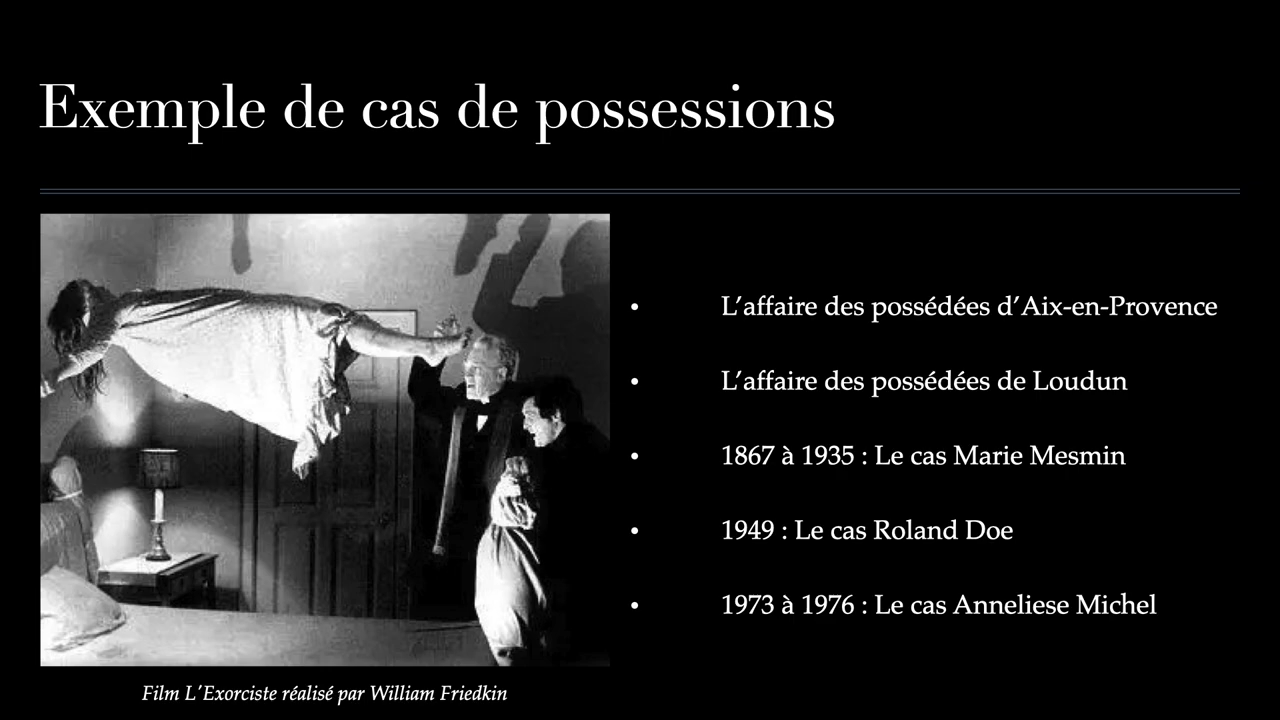 Exemple de cas de possessions
• L’affaire des possédées d’Aix-en-Provence
• L’affaire des possédées de Loudun
• 1867 à 1935 : Le cas Marie Mesmin
• 1949 : Le cas Roland Doe
• 1973 à 1976 : Le cas Anneliese Michel
Film L’Exorciste réalisé par William Friedkin